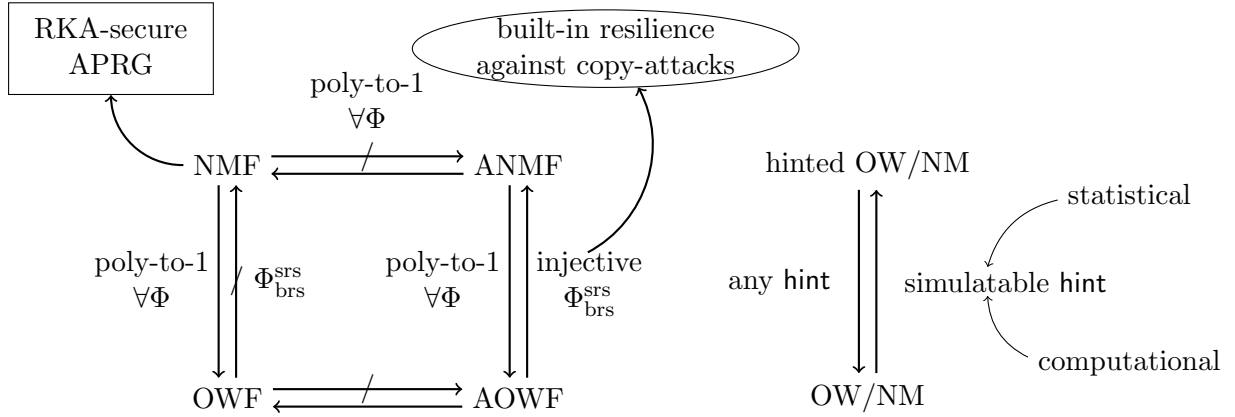 RKA-secure
APRG
built-in resilience
against copy-attacks
poly-to-1
∀Φ
NMF
ANMF
poly-to-1
∀Φ
Φ^srs_brs
poly-to-1
∀Φ
injective
Φ^srs_brs
OWF
AOWF
hinted OW/NM
statistical
any hint
simulatable hint
computational
OW/NM